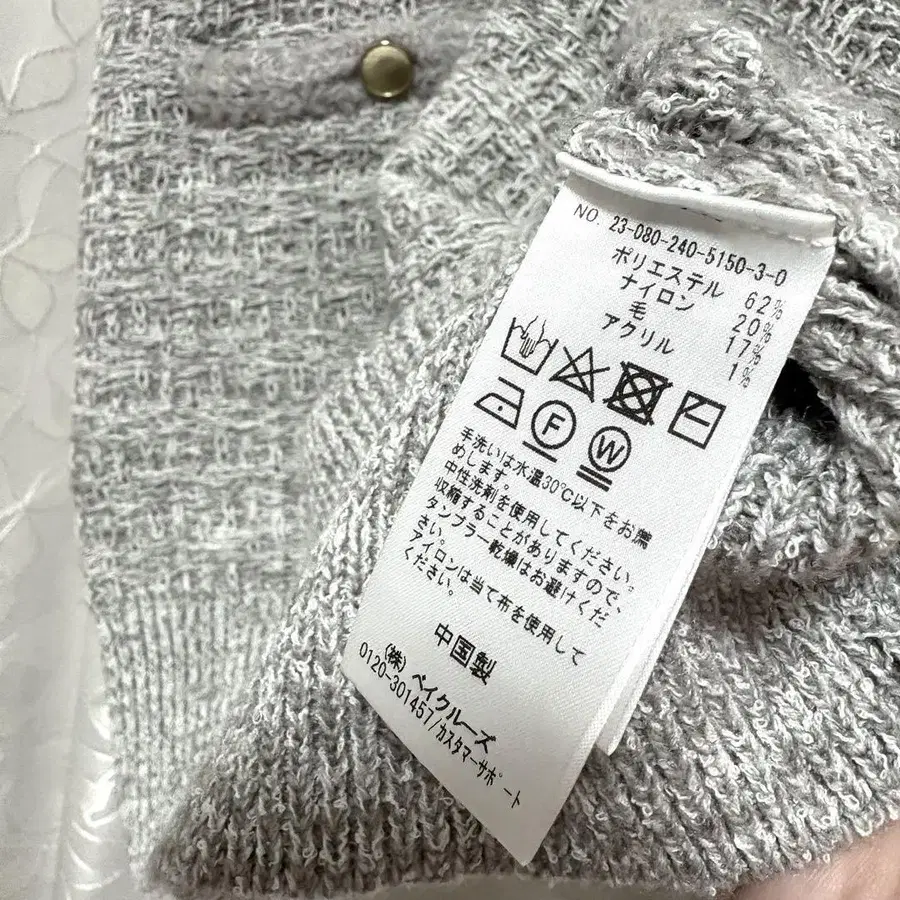 NO. 23-080-240-5150-3-0
ポリエステル 62%
ナイロン 20%
毛 17%
アクリル 1%
F W
手洗いは水温30℃以下をお薦
めします。
中性洗剤を使用してください。
収縮することがありますので、
タンブラー乾燥はお避けくだ
さい。
アイロンは当て布を使用して
ください。
中国製
(株) ベイクルーズ
0120-301457/カスタマーサポート